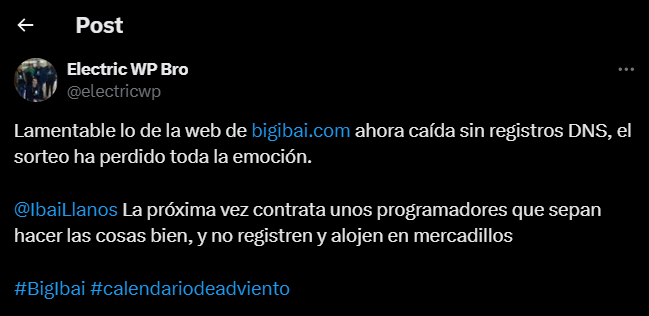 Post
Electric WP Bro
@electricwp
Lamentable lo de la web de bigibai.com ahora caída sin registros DNS, el
sorteo ha perdido toda la emoción.
@IbaiLlanos La próxima vez contrata unos programadores que sepan
hacer las cosas bien, y no registren y alojen en mercadillos
#BigIbai #calendariodeadviento